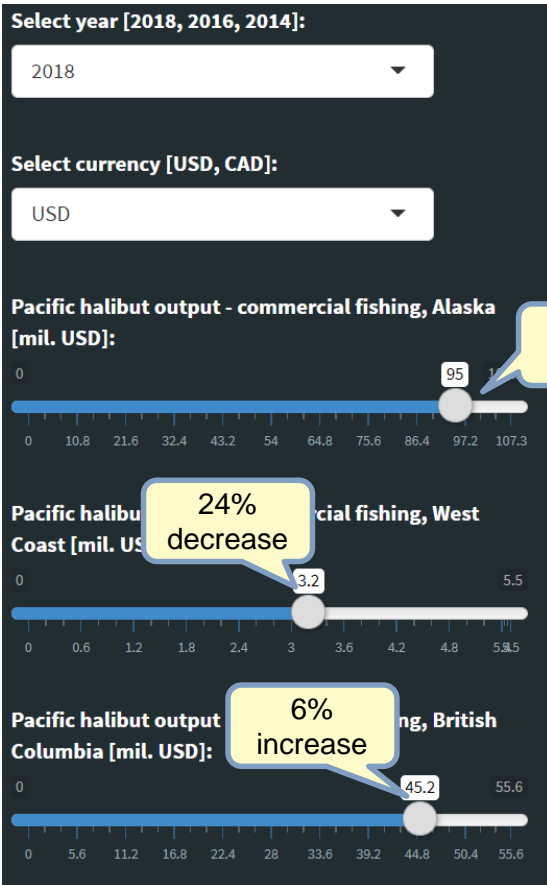 Select year [2018, 2016, 2014]:
2018
Select currency [USD, CAD]:
USD
Pacific halibut output - commercial fishing, Alaska
[mil. USD]:
0 95
0 10.8 21.6 32.4 43.2 54 64.8 75.6 86.4 97.2 107.3
24%
decrease
Pacific fishing, West
Coast [mil.
0 3.2 5.5
0 0.6 1.2 1.8 2.4 3 3.6 4.2 4.8 5.5
6%
increase
Pacific halibut output British
Columbia [mil. USD]:
0 45.2 55.6
0 5.6 11.2 16.8 22.4 28 33.6 39.2 44.8 50.4 55.6